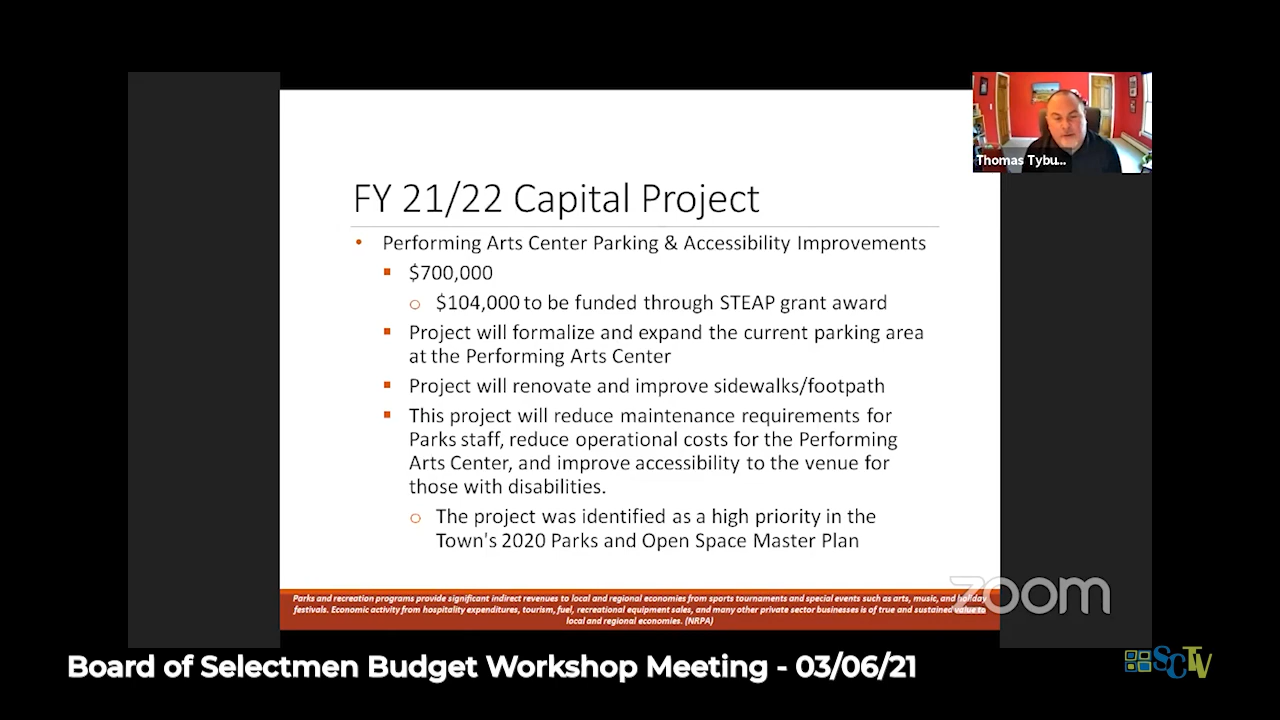 Thomas Tybu...
FY 21/22 Capital Project
• Performing Arts Center Parking & Accessibility Improvements
▪ $700,000
o $104,000 to be funded through STEAP grant award
▪ Project will formalize and expand the current parking area
at the Performing Arts Center
▪ Project will renovate and improve sidewalks/footpath
▪ This project will reduce maintenance requirements for
Parks staff, reduce operational costs for the Performing
Arts Center, and improve accessibility to the venue for
those with disabilities.
o The project was identified as a high priority in the
Town's 2020 Parks and Open Space Master Plan
Parks and recreation programs provide significant indirect revenues to local and regional economies from sports tournaments and special events such as arts, music, and holiday
festivals. Economic activity from hospitality expenditures, tourism, fuel, recreational equipment sales, and many other private sector businesses is of true and sustained value to
local and regional economies. (NRPA)
zoom
Board of Selectmen Budget Workshop Meeting - 03/06/21
SCTV